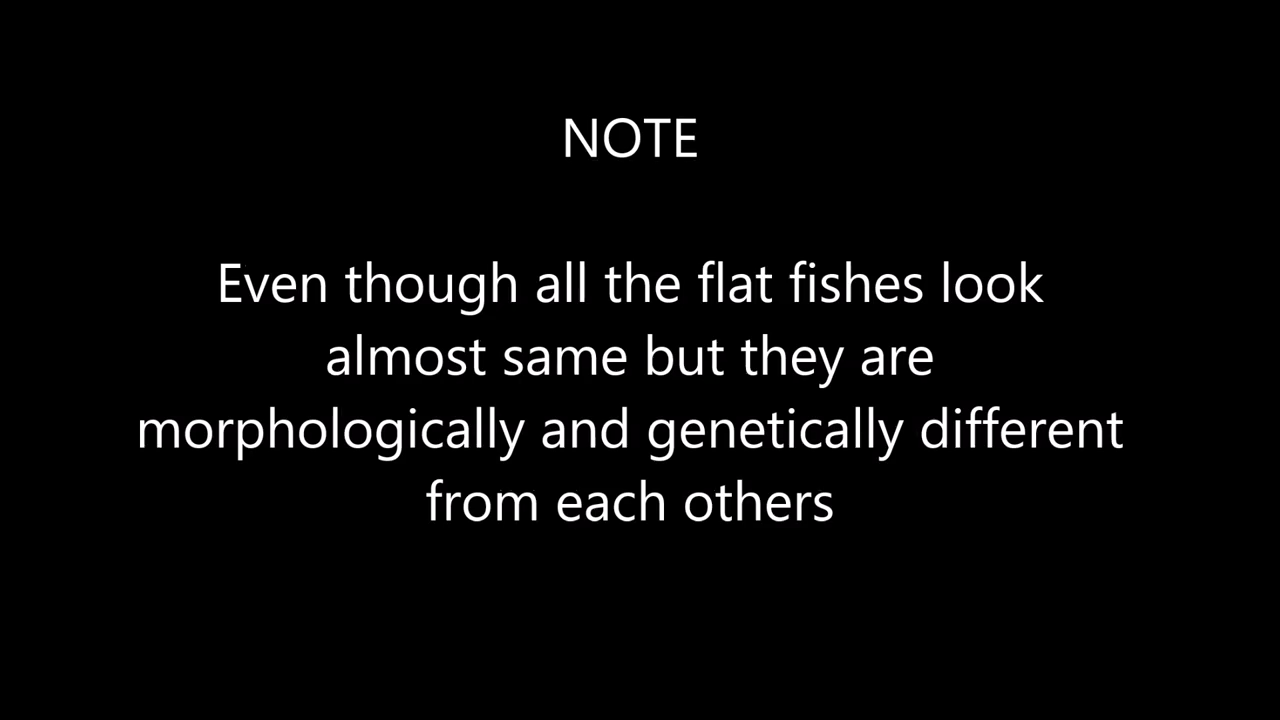 NOTE
Even though all the flat fishes look
almost same but they are
morphologically and genetically different
from each others